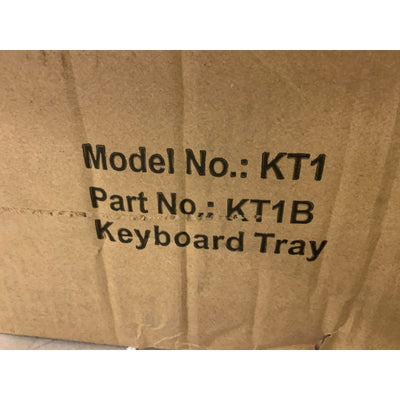 Model No.: KT1
Part No.: KT1B
Keyboard Tray